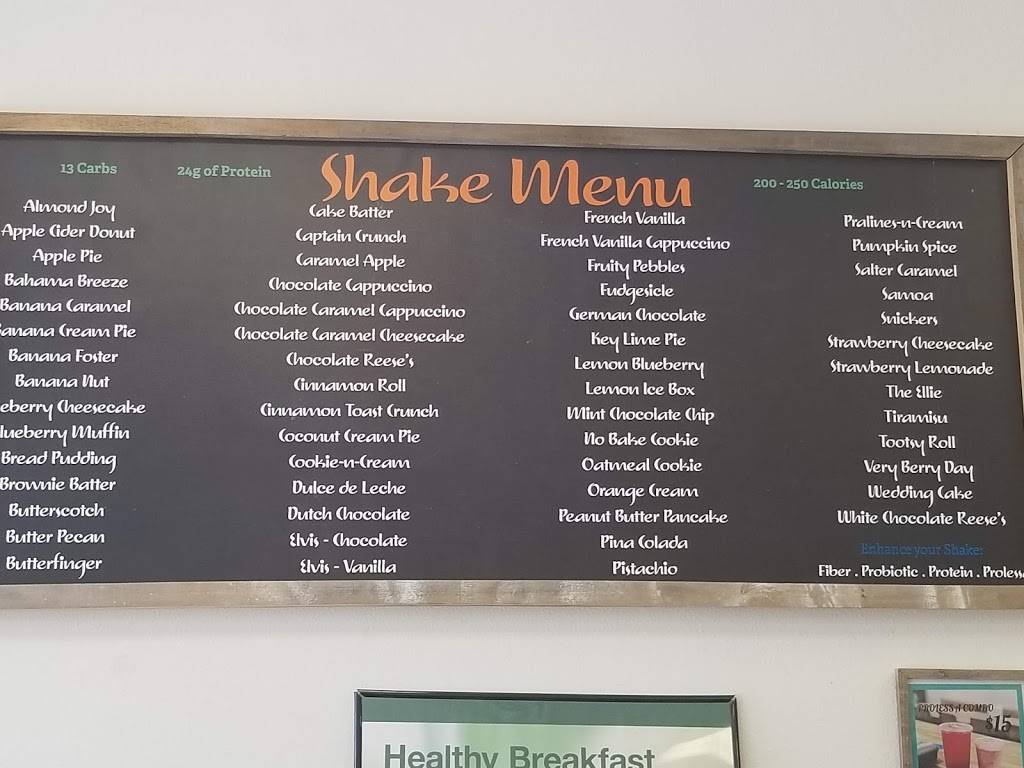 Shake Menu
13 Carbs
24g of Protein
200 - 250 Calories
Almond Joy
Apple Cider Donut
Apple Pie
Bahama Breeze
Banana Caramel
Banana Cream Pie
Banana Foster
Banana Nut
eberry Cheesecake
lueberry Muffin
Bread Pudding
Brownie Batter
Butterscotch
Butter Pecan
Butterfinger
Cake Batter
Captain Crunch
Caramel Apple
Chocolate Cappuccino
Chocolate Caramel Cappuccino
Chocolate Caramel Cheesecake
Chocolate Reese's
Cinnamon Roll
Cinnamon Toast Crunch
Coconut Cream Pie
Cookie-n-Cream
Dulce de Leche
Dutch Chocolate
Elvis - Chocolate
Elvis - Vanilla
French Vanilla
French Vanilla Cappuccino
Fruity Pebbles
Fudgesicle
German Chocolate
Key Lime Pie
Lemon Blueberry
Lemon Ice Box
Mint Chocolate Chip
No Bake Cookie
Oatmeal Cookie
Orange Cream
Peanut Butter Pancake
Pina Colada
Pistachio
Pralines-n-Cream
Pumpkin Spice
Salter Caramel
Samoa
Snickers
Strawberry Cheesecake
Strawberry Lemonade
The Ellie
Tiramisu
Tootsy Roll
Very Berry Day
Wedding Cake
White Chocolate Reese's
Enhance your Shake:
Fiber . Probiotic . Protein . Proless
Healthy Breakfast
PROLESSA COMBO
$15